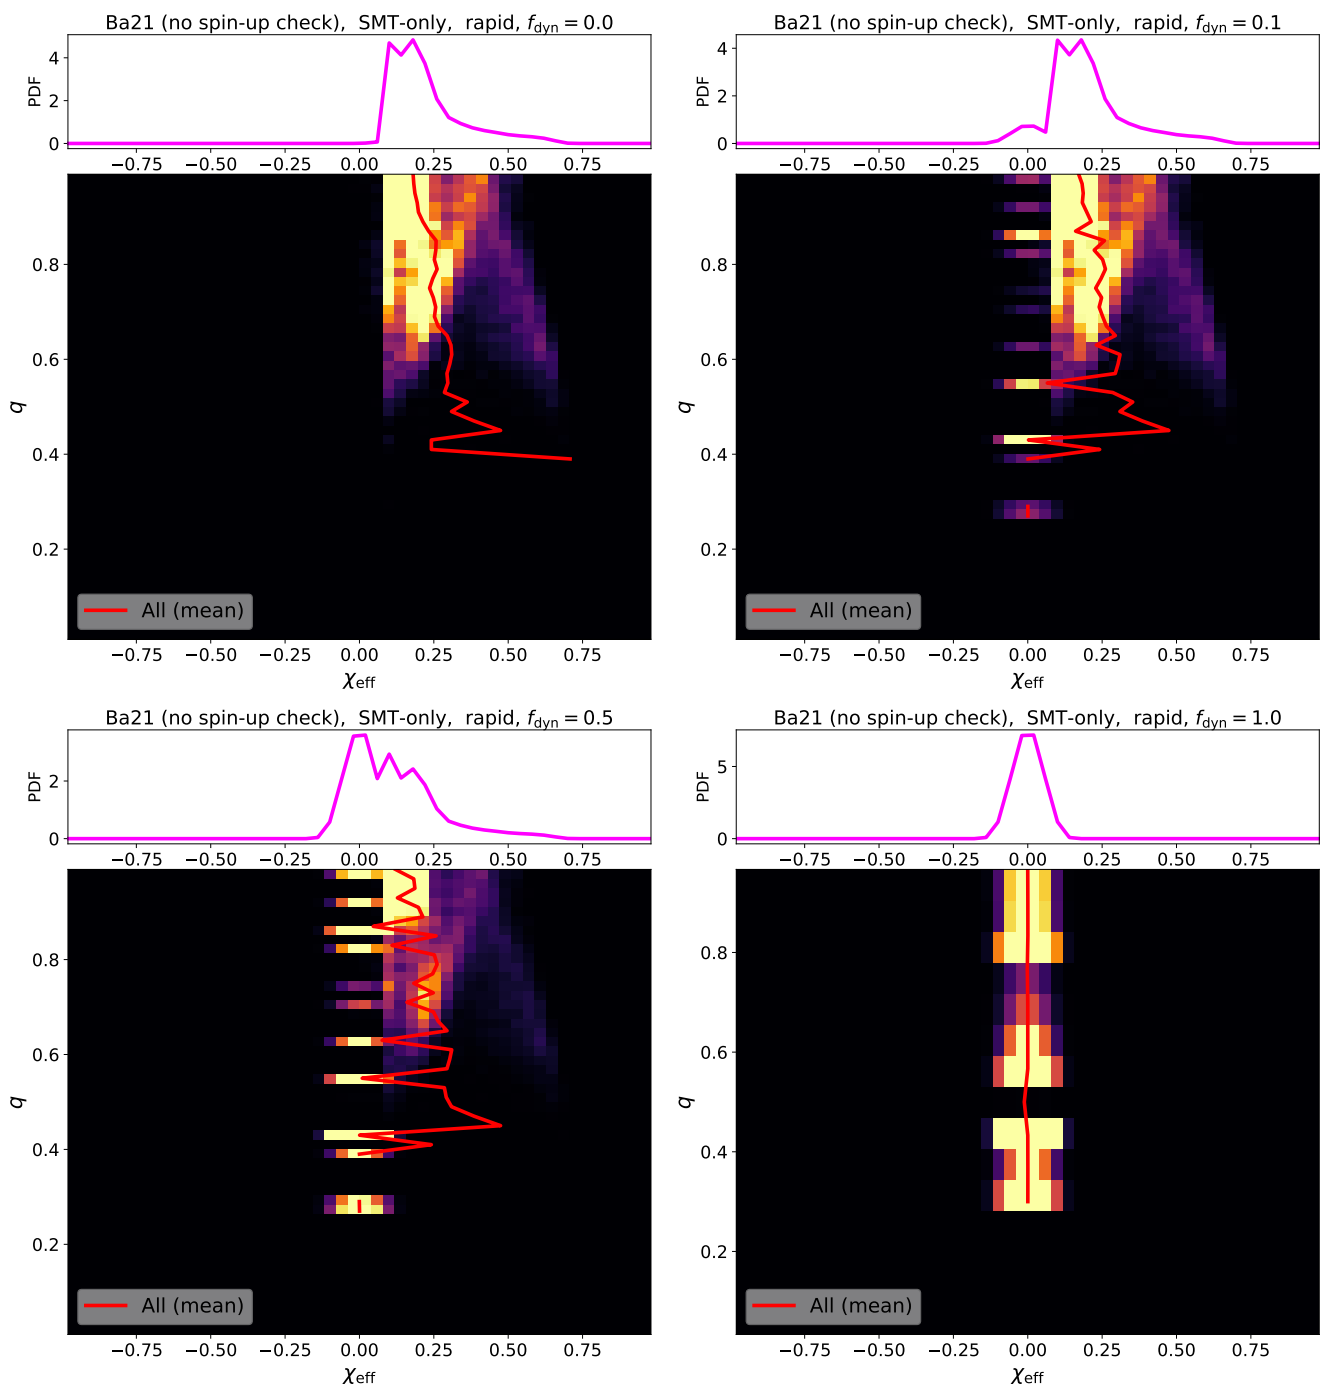 Ba21 (no spin-up check),  SMT-only,  rapid, f_dyn = 0.0
PDF
4
2
0
−0.75 −0.50 −0.25 0.00 0.25 0.50 0.75
q
0.8
0.6
0.4
0.2
All (mean)
−0.75 −0.50 −0.25 0.00 0.25 0.50 0.75
χ_eff
Ba21 (no spin-up check),  SMT-only,  rapid, f_dyn = 0.1
PDF
4
2
0
−0.75 −0.50 −0.25 0.00 0.25 0.50 0.75
q
0.8
0.6
0.4
0.2
All (mean)
−0.75 −0.50 −0.25 0.00 0.25 0.50 0.75
χ_eff
Ba21 (no spin-up check),  SMT-only,  rapid, f_dyn = 0.5
PDF
2
0
−0.75 −0.50 −0.25 0.00 0.25 0.50 0.75
q
0.8
0.6
0.4
0.2
All (mean)
−0.75 −0.50 −0.25 0.00 0.25 0.50 0.75
χ_eff
Ba21 (no spin-up check),  SMT-only,  rapid, f_dyn = 1.0
PDF
5
0
−0.75 −0.50 −0.25 0.00 0.25 0.50 0.75
q
0.8
0.6
0.4
0.2
All (mean)
−0.75 −0.50 −0.25 0.00 0.25 0.50 0.75
χ_eff